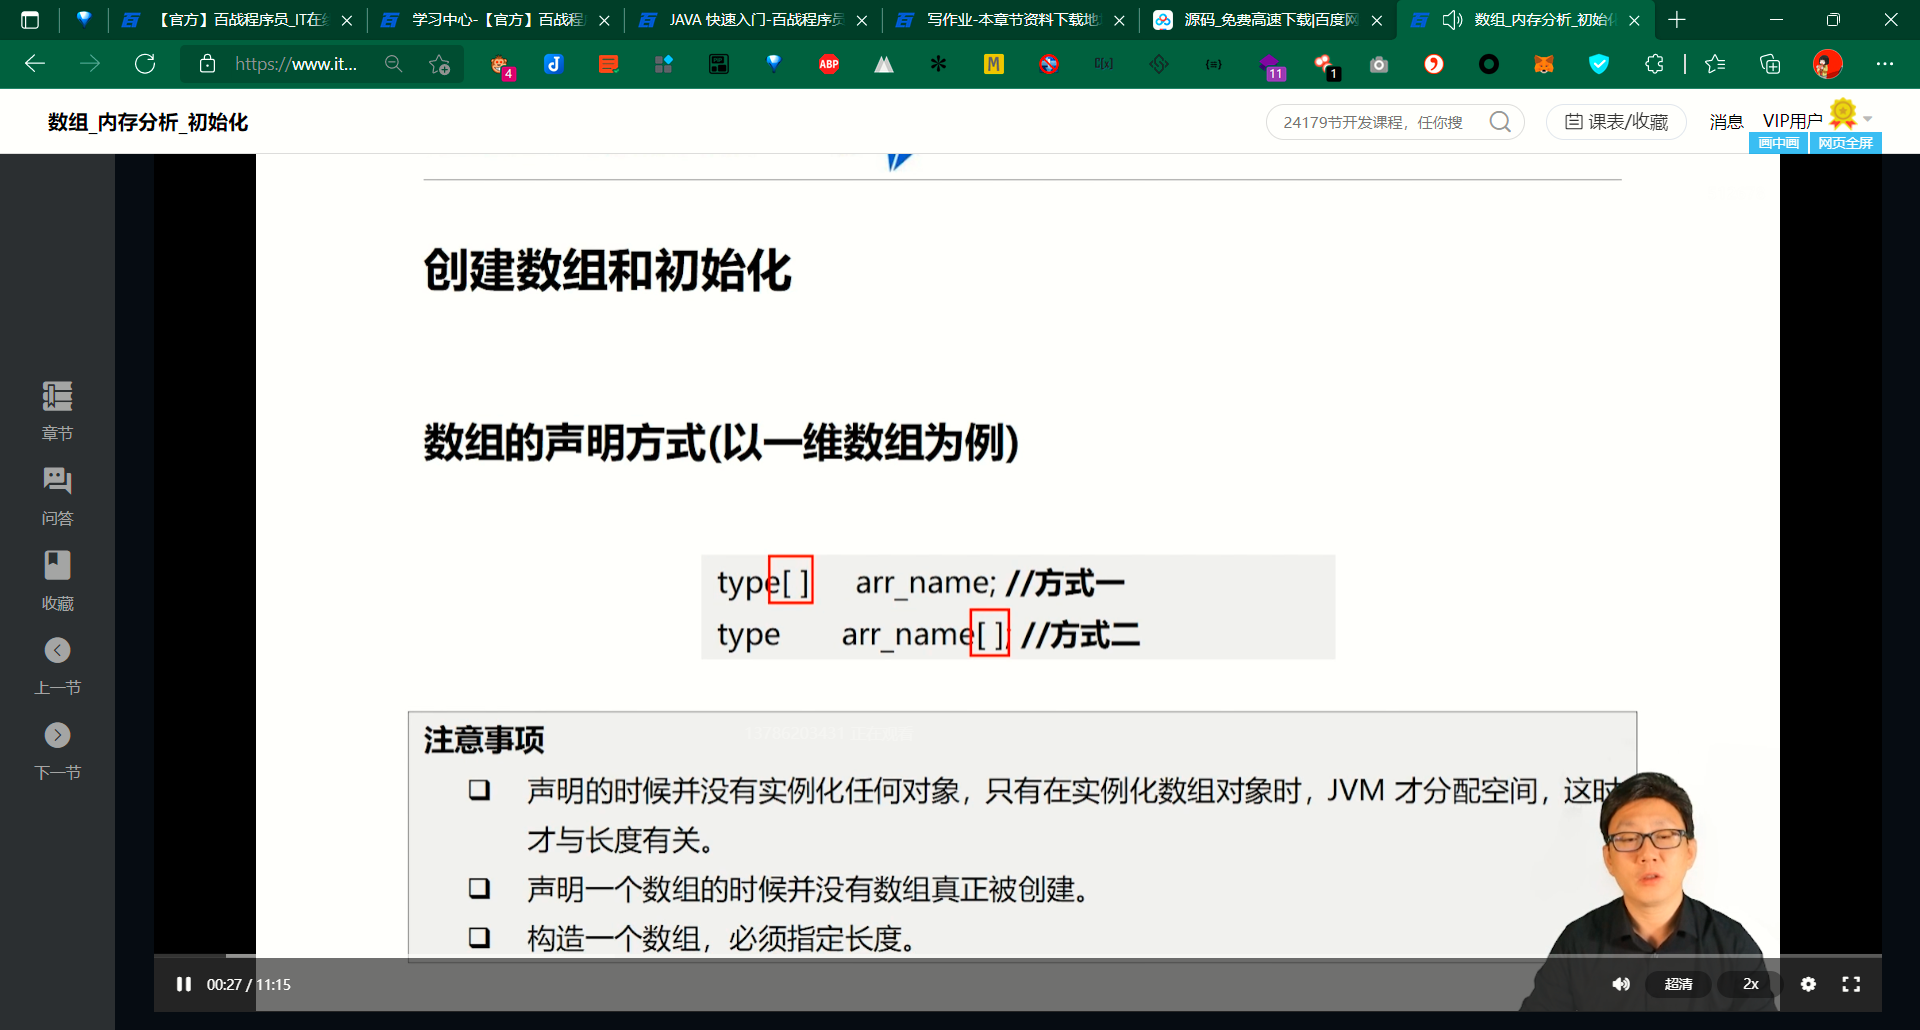 【官方】百战程序员_IT在线
学习中心-【官方】百战程序
JAVA 快速入门-百战程序员
写作业-本章节资料下载地
源码_免费高速下载|百度网
数组_内存分析_初始化
https://www.it...
4
ABP
M
11
1
数组_内存分析_初始化
24179节开发课程，任你搜
课表/收藏
消息
VIP用户
画中画
网页全屏
创建数组和初始化
数组的声明方式(以一维数组为例)
type[ ] arr_name; //方式一
type arr_name[ ]; //方式二
注意事项
声明的时候并没有实例化任何对象，只有在实例化数组对象时，JVM 才分配空间，这时
才与长度有关。
声明一个数组的时候并没有数组真正被创建。
构造一个数组，必须指定长度。
章节
问答
收藏
上一节
下一节
00:27 / 11:15
超清
2x